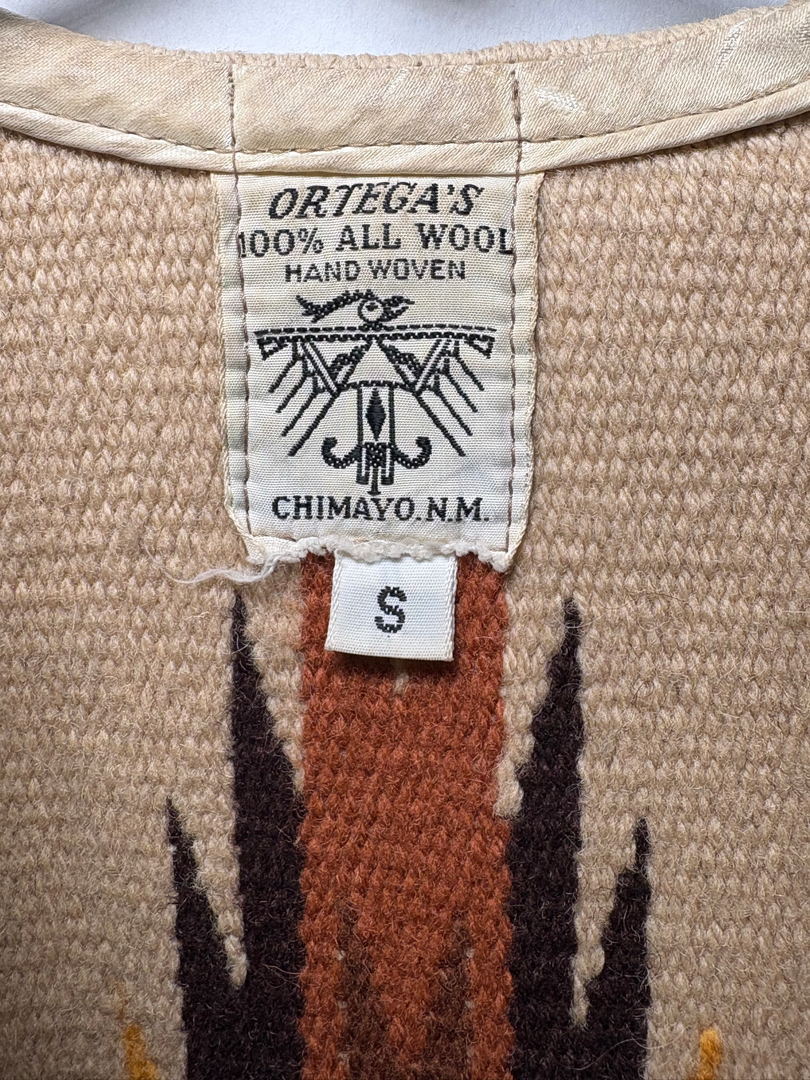 ORTEGA'S
100% ALL WOOL
HAND WOVEN
CHIMAYO.N.M.
S